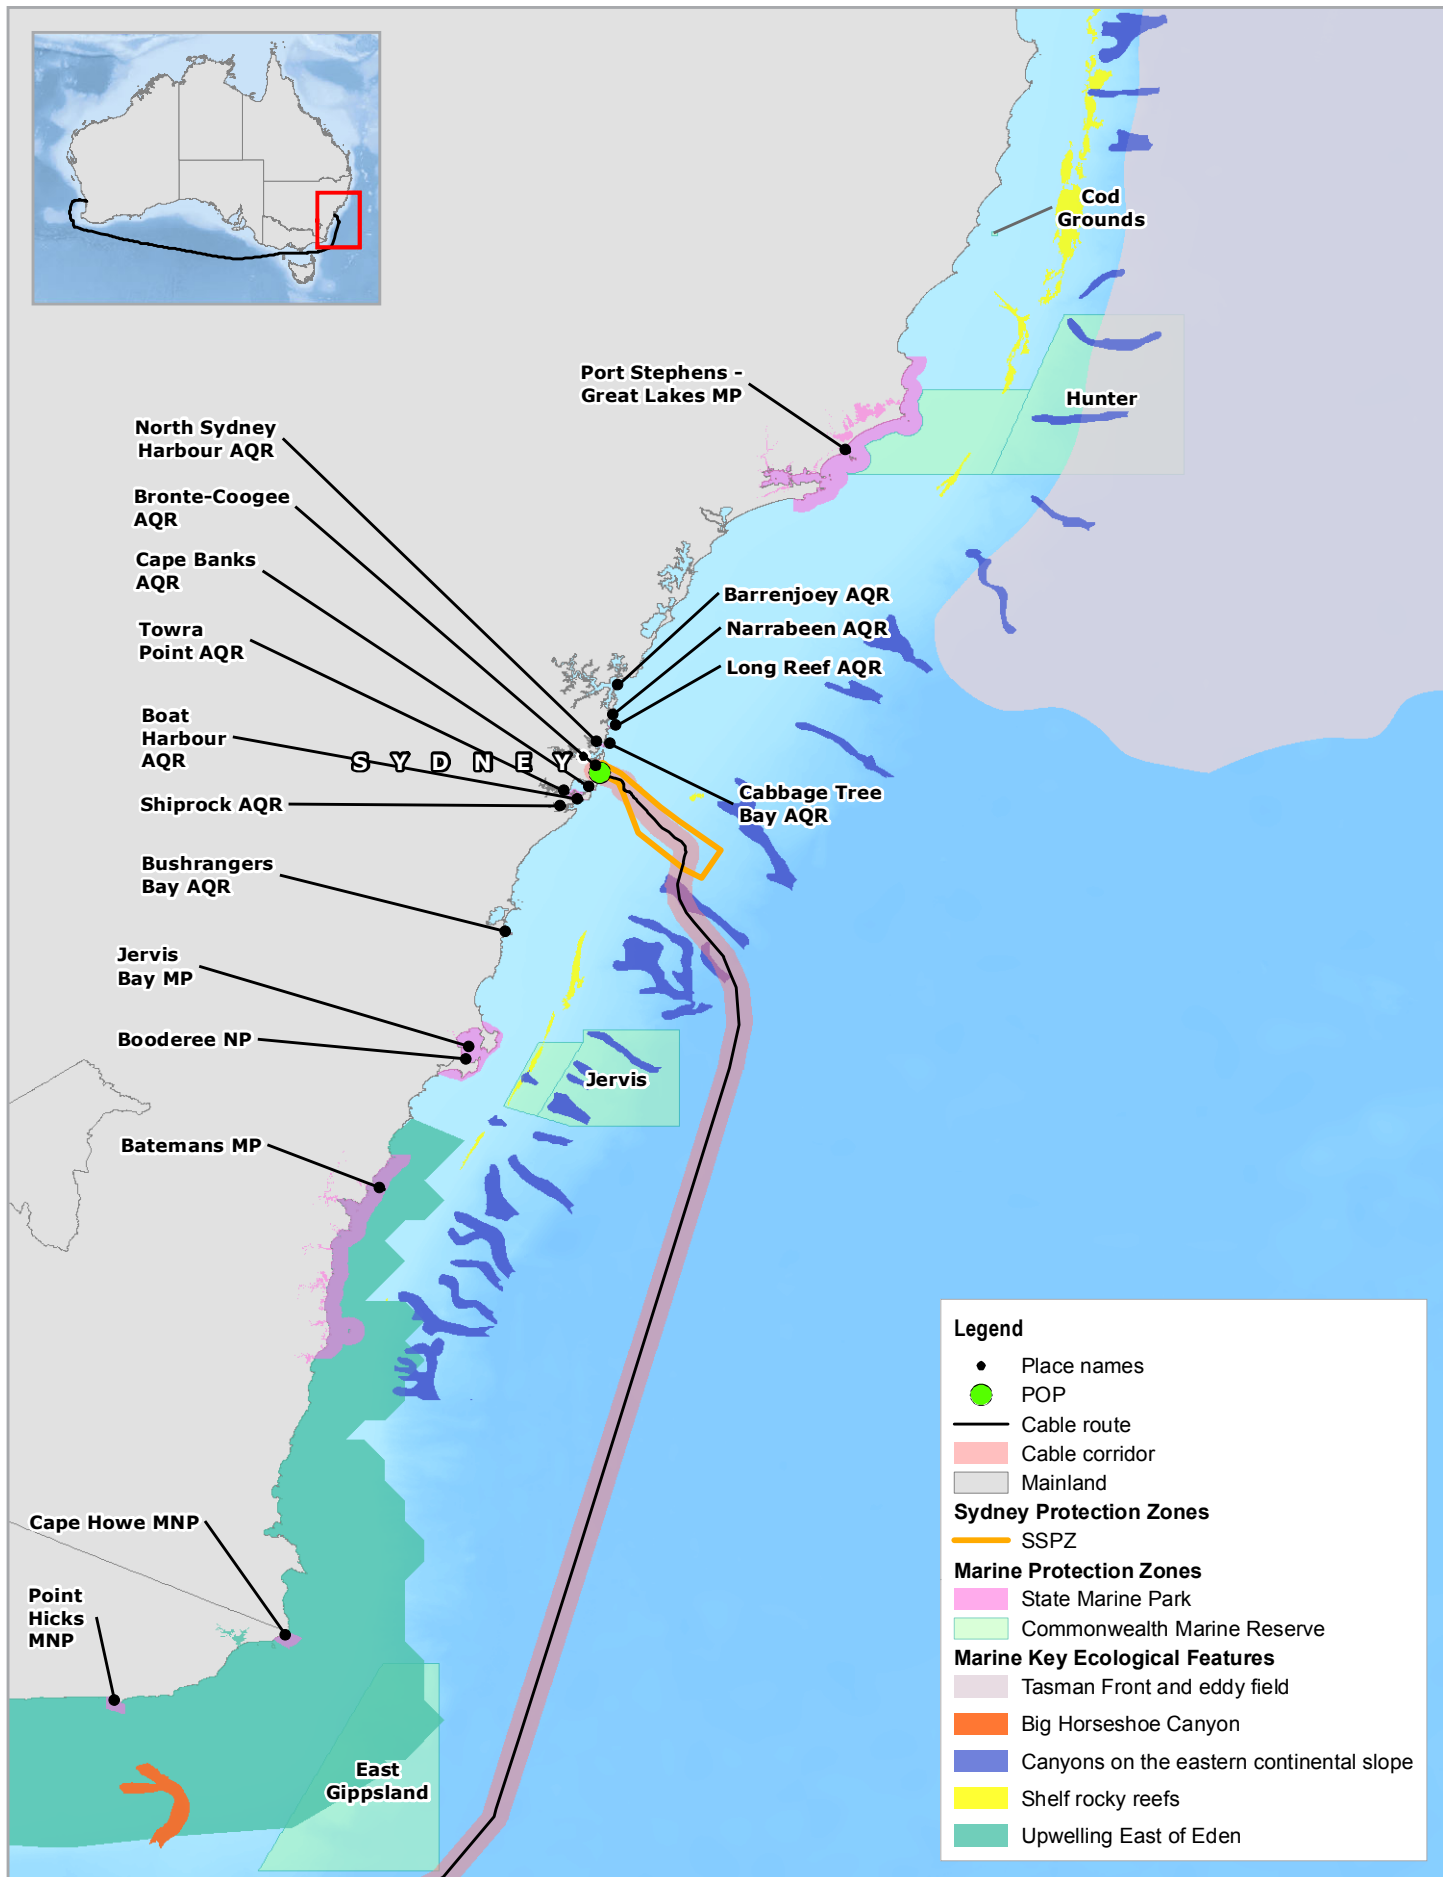 Cod
Grounds
Port Stephens -
Great Lakes MP
Hunter
North Sydney
Harbour AQR
Bronte-Coogee
AQR
Cape Banks
AQR
Towra
Point AQR
Boat
Harbour
AQR
Shiprock AQR
Bushrangers
Bay AQR
Jervis
Bay MP
Booderee NP
Batemans MP
Cape Howe MNP
Point
Hicks
MNP
Barrenjoey AQR
Narrabeen AQR
Long Reef AQR
SYDNEY
Cabbage Tree
Bay AQR
Jervis
East
Gippsland
Legend
Place names
POP
Cable route
Cable corridor
Mainland
Sydney Protection Zones
SSPZ
Marine Protection Zones
State Marine Park
Commonwealth Marine Reserve
Marine Key Ecological Features
Tasman Front and eddy field
Big Horseshoe Canyon
Canyons on the eastern continental slope
Shelf rocky reefs
Upwelling East of Eden